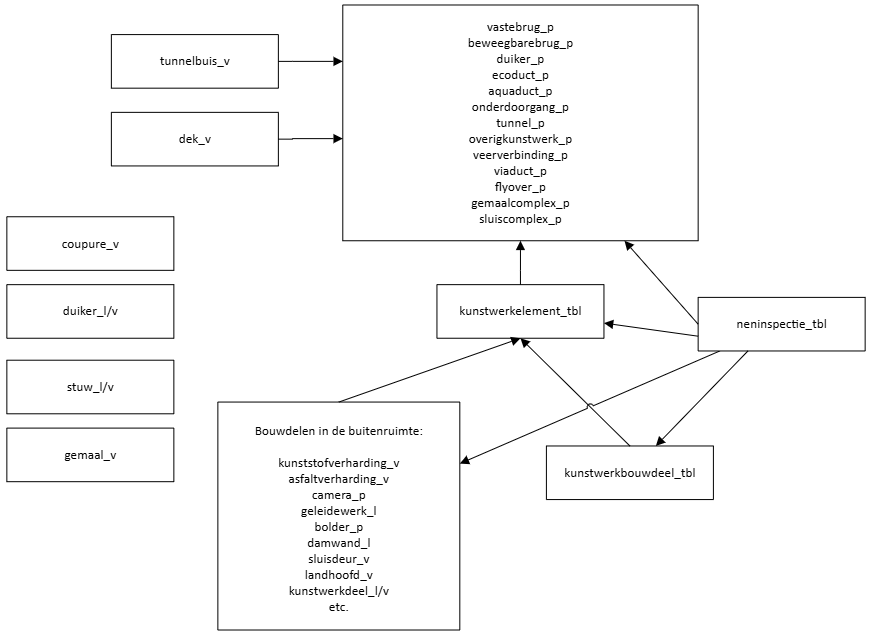 tunnelbuis_v
dek_v
vastebrug_p
beweegbarebrug_p
duiker_p
ecoduct_p
aquaduct_p
onderdoorgang_p
tunnel_p
overigkunstwerk_p
veerverbinding_p
viaduct_p
flyover_p
gemaalcomplex_p
sluiscomplex_p
coupure_v
duiker_l/v
stuw_l/v
gemaal_v
kunstwerkelement_tbl
neninspectie_tbl
Bouwdelen in de buitenruimte:
kunststofverharding_v
asfaltverharding_v
camera_p
geleidewerk_l
bolder_p
damwand_l
sluisdeur_v
landhoofd_v
kunstwerkdeel_l/v
etc.
kunstwerkbouwdeel_tbl